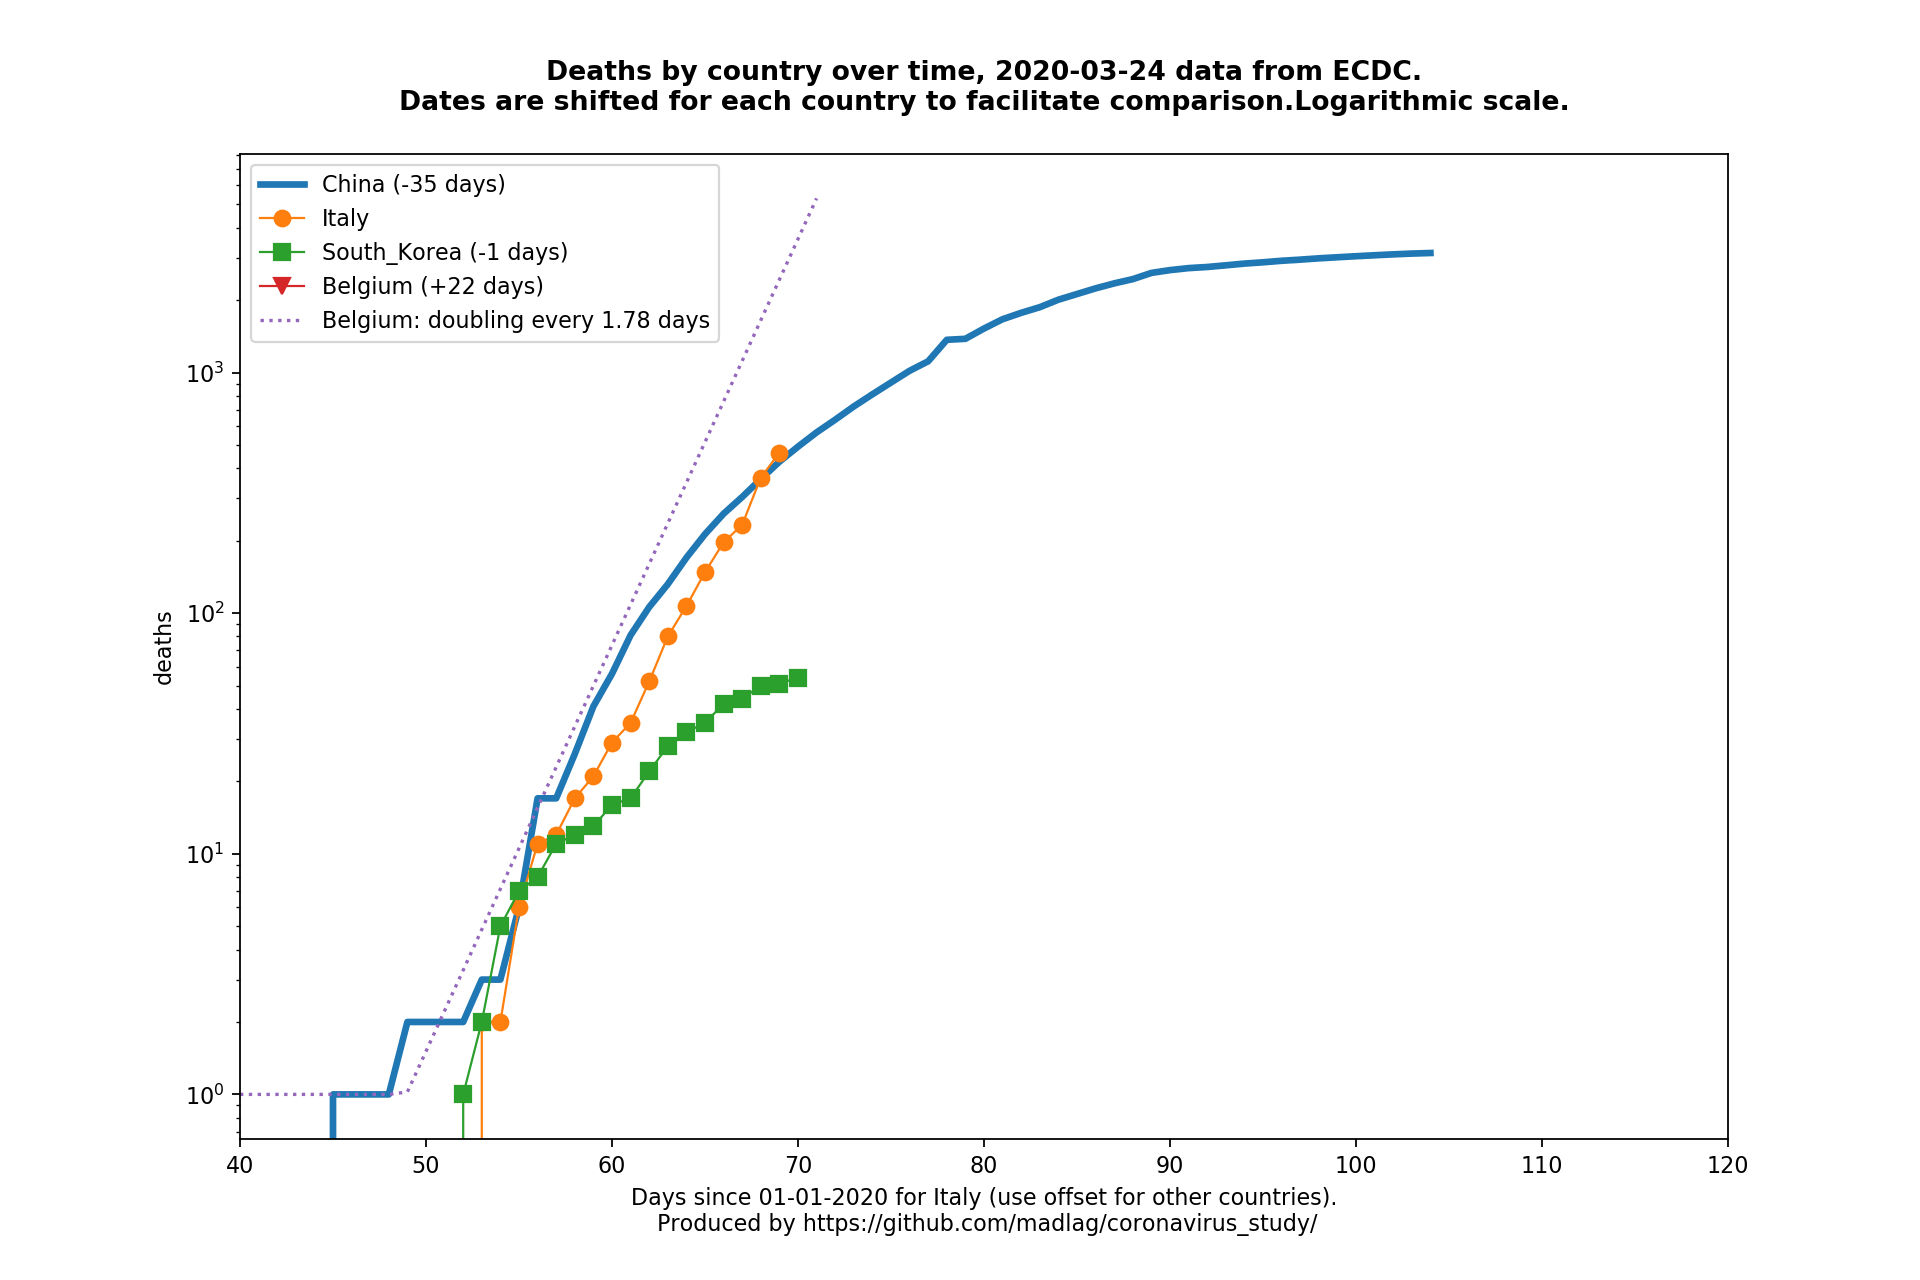 Deaths by country over time, 2020-03-24 data from ECDC.
Dates are shifted for each country to facilitate comparison.Logarithmic scale.
China (-35 days)
Italy
South_Korea (-1 days)
Belgium (+22 days)
Belgium: doubling every 1.78 days
deaths
10³
10²
10¹
10⁰
40 50 60 70 80 90 100 110 120
Days since 01-01-2020 for Italy (use offset for other countries).
Produced by https://github.com/madlag/coronavirus_study/